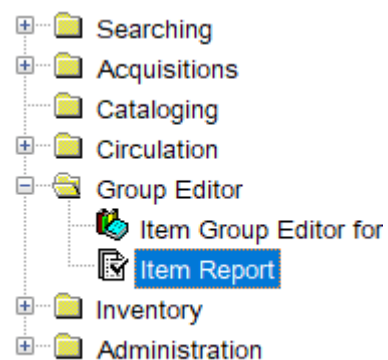 Searching
Acquisitions
Cataloging
Circulation
Group Editor
Item Group Editor for
Item Report
Inventory
Administration